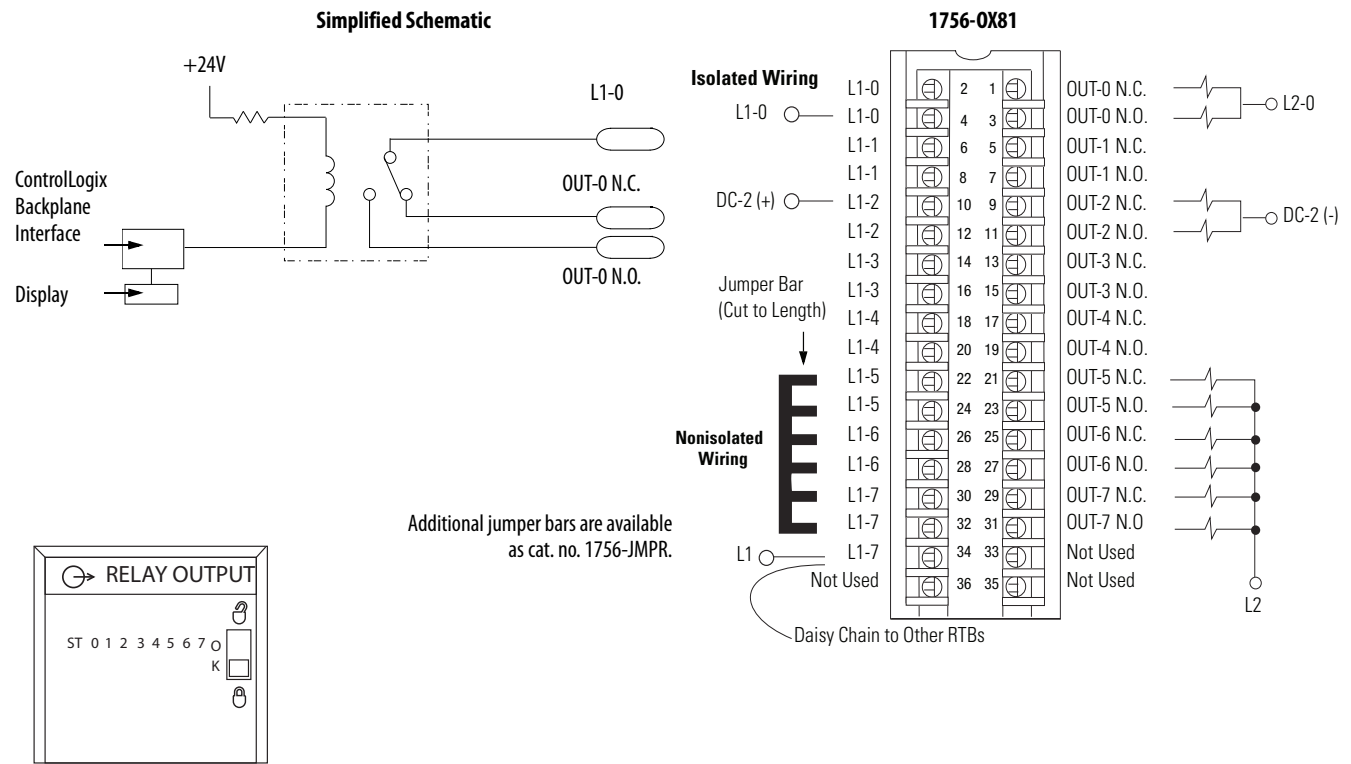 Simplified Schematic
+24V
L1-0
OUT-0 N.C.
OUT-0 N.O.
ControlLogix
Backplane
Interface
Display
1756-OX81
Isolated Wiring
L1-0 2 1 OUT-0 N.C.
L1-0 L1-0 4 3 OUT-0 N.O. L2-0
L1-1 6 5 OUT-1 N.C.
L1-1 8 7 OUT-1 N.O.
DC-2 (+) L1-2 10 9 OUT-2 N.C. DC-2 (-)
L1-2 12 11 OUT-2 N.O.
L1-3 14 13 OUT-3 N.C.
L1-3 16 15 OUT-3 N.O.
L1-4 18 17 OUT-4 N.C.
L1-4 20 19 OUT-4 N.O.
L1-5 22 21 OUT-5 N.C.
L1-5 24 23 OUT-5 N.O.
L1-6 26 25 OUT-6 N.C.
L1-6 28 27 OUT-6 N.O.
L1-7 30 29 OUT-7 N.C.
L1-7 32 31 OUT-7 N.O
L1 L1-7 34 33 Not Used
Not Used 36 35 Not Used
L2
Jumper Bar
(Cut to Length)
Nonisolated
Wiring
Additional jumper bars are available
as cat. no. 1756-JMPR.
Daisy Chain to Other RTBs
RELAY OUTPUT
ST 0 1 2 3 4 5 6 7 O
K